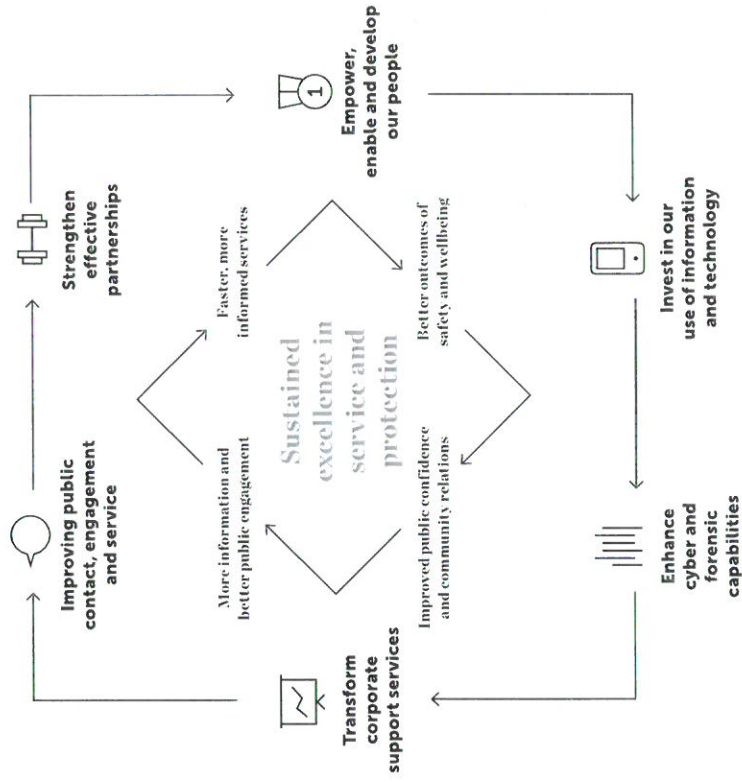 Improving public
contact, engagement
and service
Strengthen
effective
partnerships
1
Empower,
enable and develop
our people
Invest in our
use of information
and technology
Enhance
cyber and
forensic
capabilities
Transform
corporate
support services
More information and
better public engagement
Faster, more
informed services
Better outcomes of
safety and wellbeing
Improved public confidence
and community relations
Sustained
excellence in
service and
protection